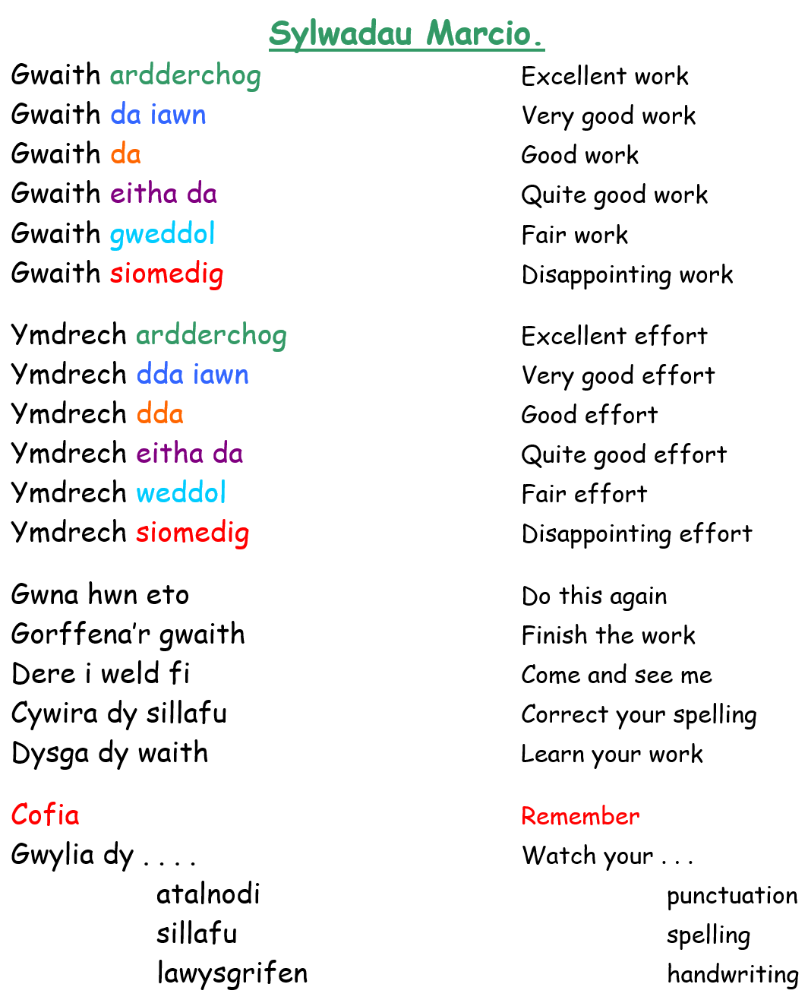 Sylwadau Marcio.
Gwaith ardderchog Excellent work
Gwaith da iawn Very good work
Gwaith da Good work
Gwaith eitha da Quite good work
Gwaith gweddol Fair work
Gwaith siomedig Disappointing work
Ymdrech ardderchog Excellent effort
Ymdrech dda iawn Very good effort
Ymdrech dda Good effort
Ymdrech eitha da Quite good effort
Ymdrech weddol Fair effort
Ymdrech siomedig Disappointing effort
Gwna hwn eto Do this again
Gorffena’r gwaith Finish the work
Dere i weld fi Come and see me
Cywira dy sillafu Correct your spelling
Dysga dy waith Learn your work
Cofia Remember
Gwylia dy . . . . Watch your . . .
atalnodi punctuation
sillafu spelling
lawysgrifen handwriting